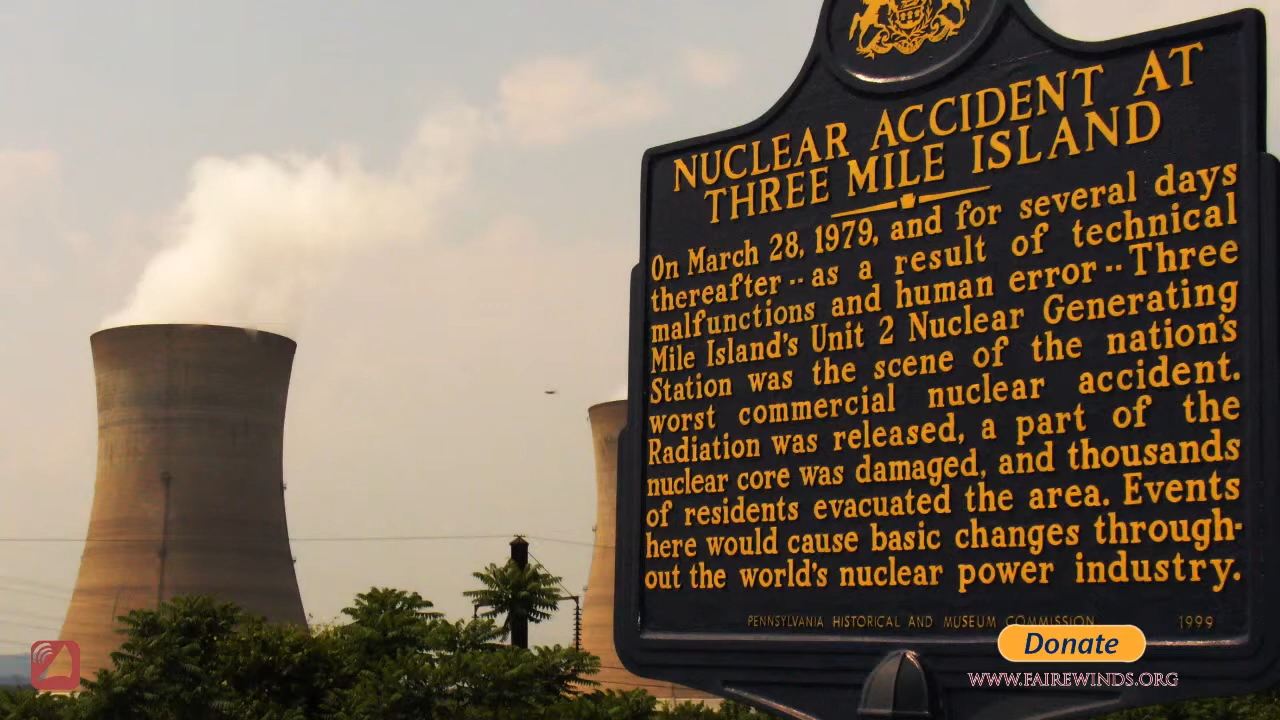 NUCLEAR ACCIDENT AT
THREE MILE ISLAND
On March 28, 1979, and for several days
thereafter -- as a result of technical
malfunctions and human error -- Three
Mile Island's Unit 2 Nuclear Generating
Station was the scene of the nation's
worst commercial nuclear accident.
Radiation was released, a part of the
nuclear core was damaged, and thousands
of residents evacuated the area. Events
here would cause basic changes through-
out the world's nuclear power industry.
PENNSYLVANIA HISTORICAL AND MUSEUM COMMISSION 1999
Donate
WWW.FAIREWINDS.ORG